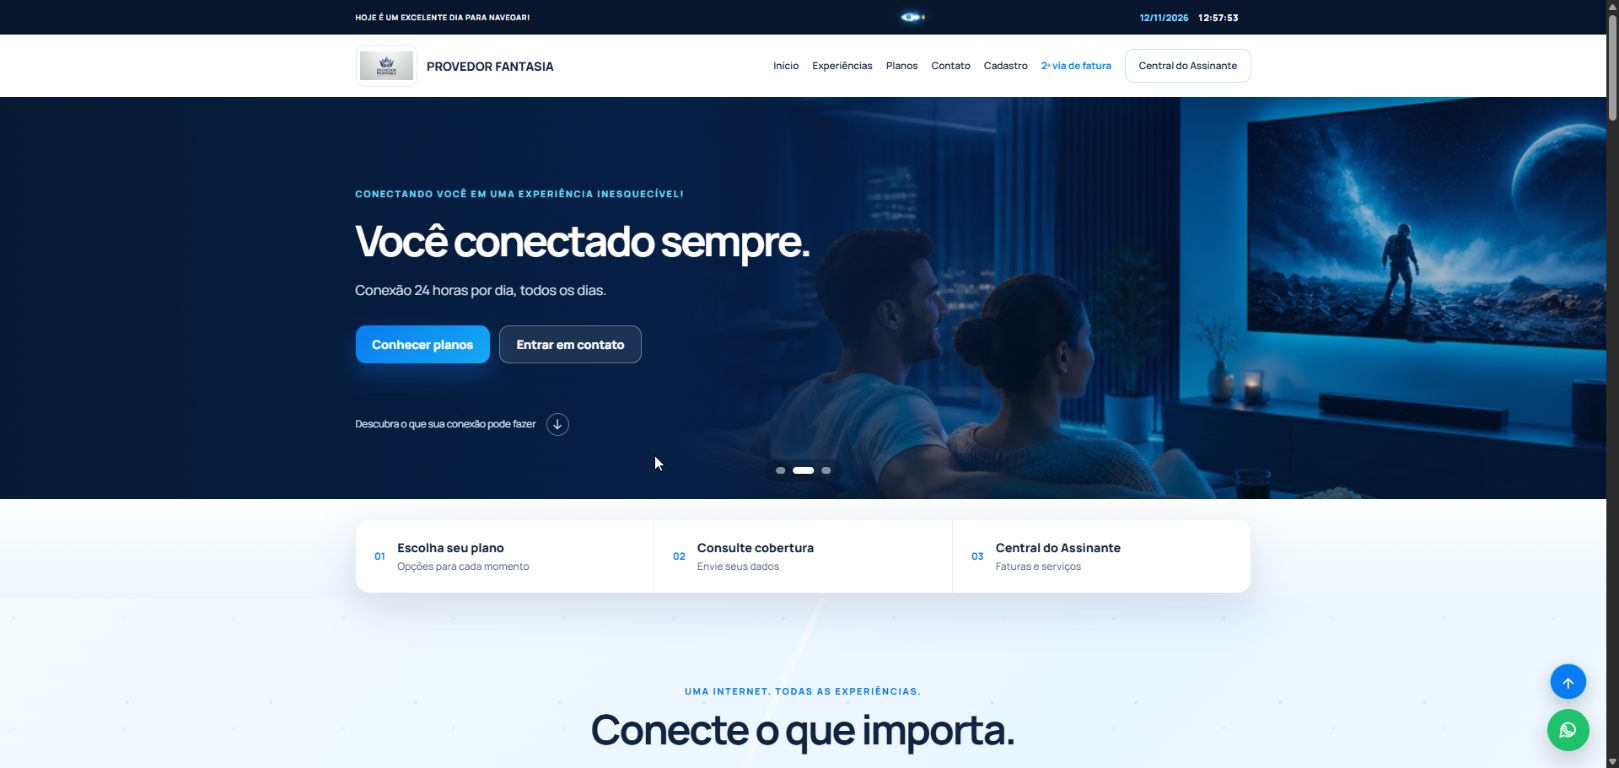 HOJE É UM EXCELENTE DIA PARA NAVEGAR!
12/11/2026 12:57:53
PROVEDOR FANTASIA
Início
Experiências
Planos
Contato
Cadastro
2ª via de fatura
Central do Assinante
CONECTANDO VOCÊ EM UMA EXPERIÊNCIA INESQUECÍVEL!
Você conectado sempre.
Conexão 24 horas por dia, todos os dias.
Conhecer planos
Entrar em contato
Descubra o que sua conexão pode fazer
01
Escolha seu plano
Opções para cada momento
02
Consulte cobertura
Envie seus dados
03
Central do Assinante
Faturas e serviços
UMA INTERNET. TODAS AS EXPERIÊNCIAS.
Conecte o que importa.